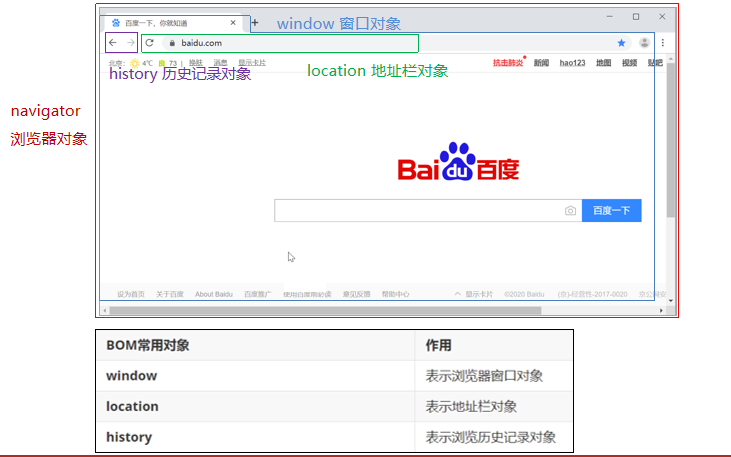 百度一下，你就知道
window 窗口对象
baidu.com
北京： 4℃ 73 | 换肤 消息 显示卡片
抗击肺炎 新闻 hao123 地图 视频 贴吧
history 历史记录对象
location 地址栏对象
navigator
浏览器对象
Bai du 百度
百度一下
设为首页 关于百度 About Baidu 百度推广 使用百度前必读 意见反馈 帮助中心 显示卡片 ©2020 Baidu (京)-经营性-2017-0020
BOM常用对象 作用
window 表示浏览器窗口对象
location 表示地址栏对象
history 表示浏览历史记录对象